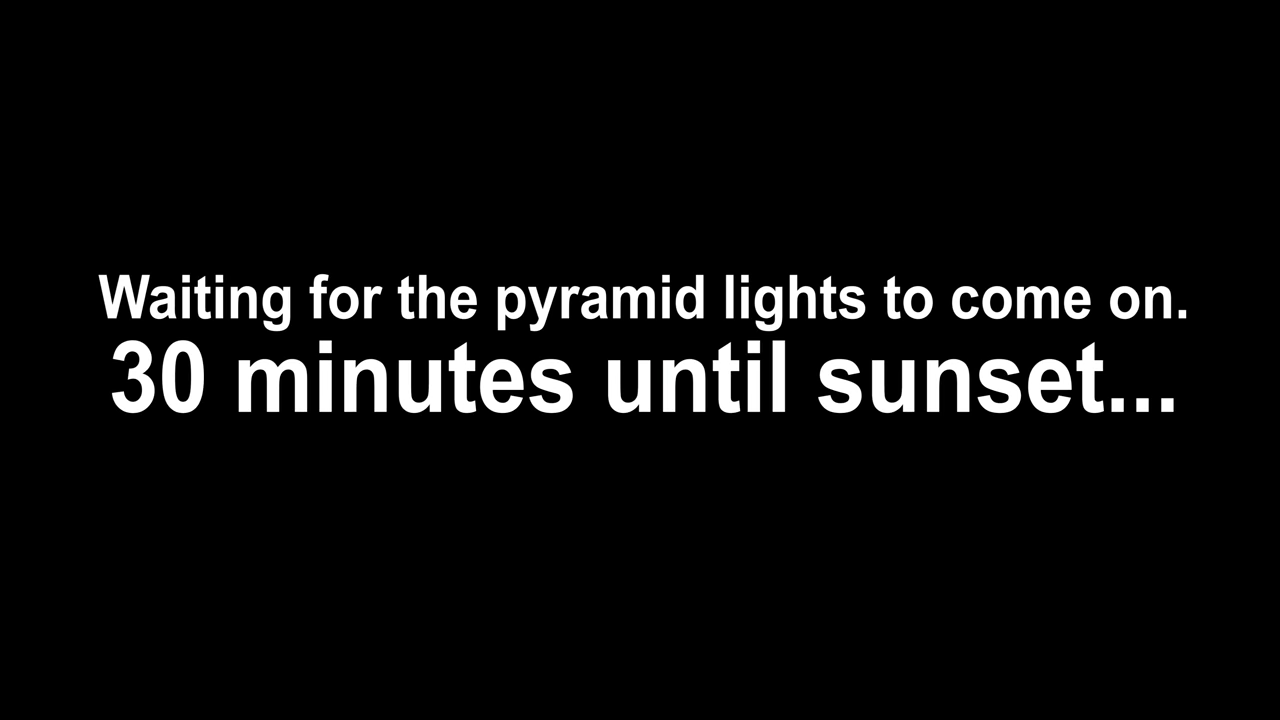 Waiting for the pyramid lights to come on.
30 minutes until sunset...